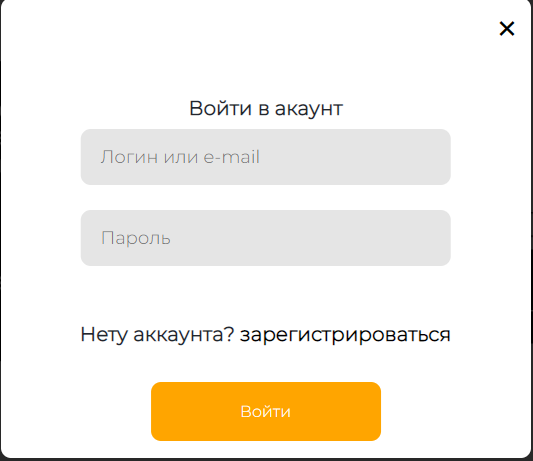 Войти в акаунт
Логин или e-mail
Пароль
Нету аккаунта? зарегистрироваться
Войти